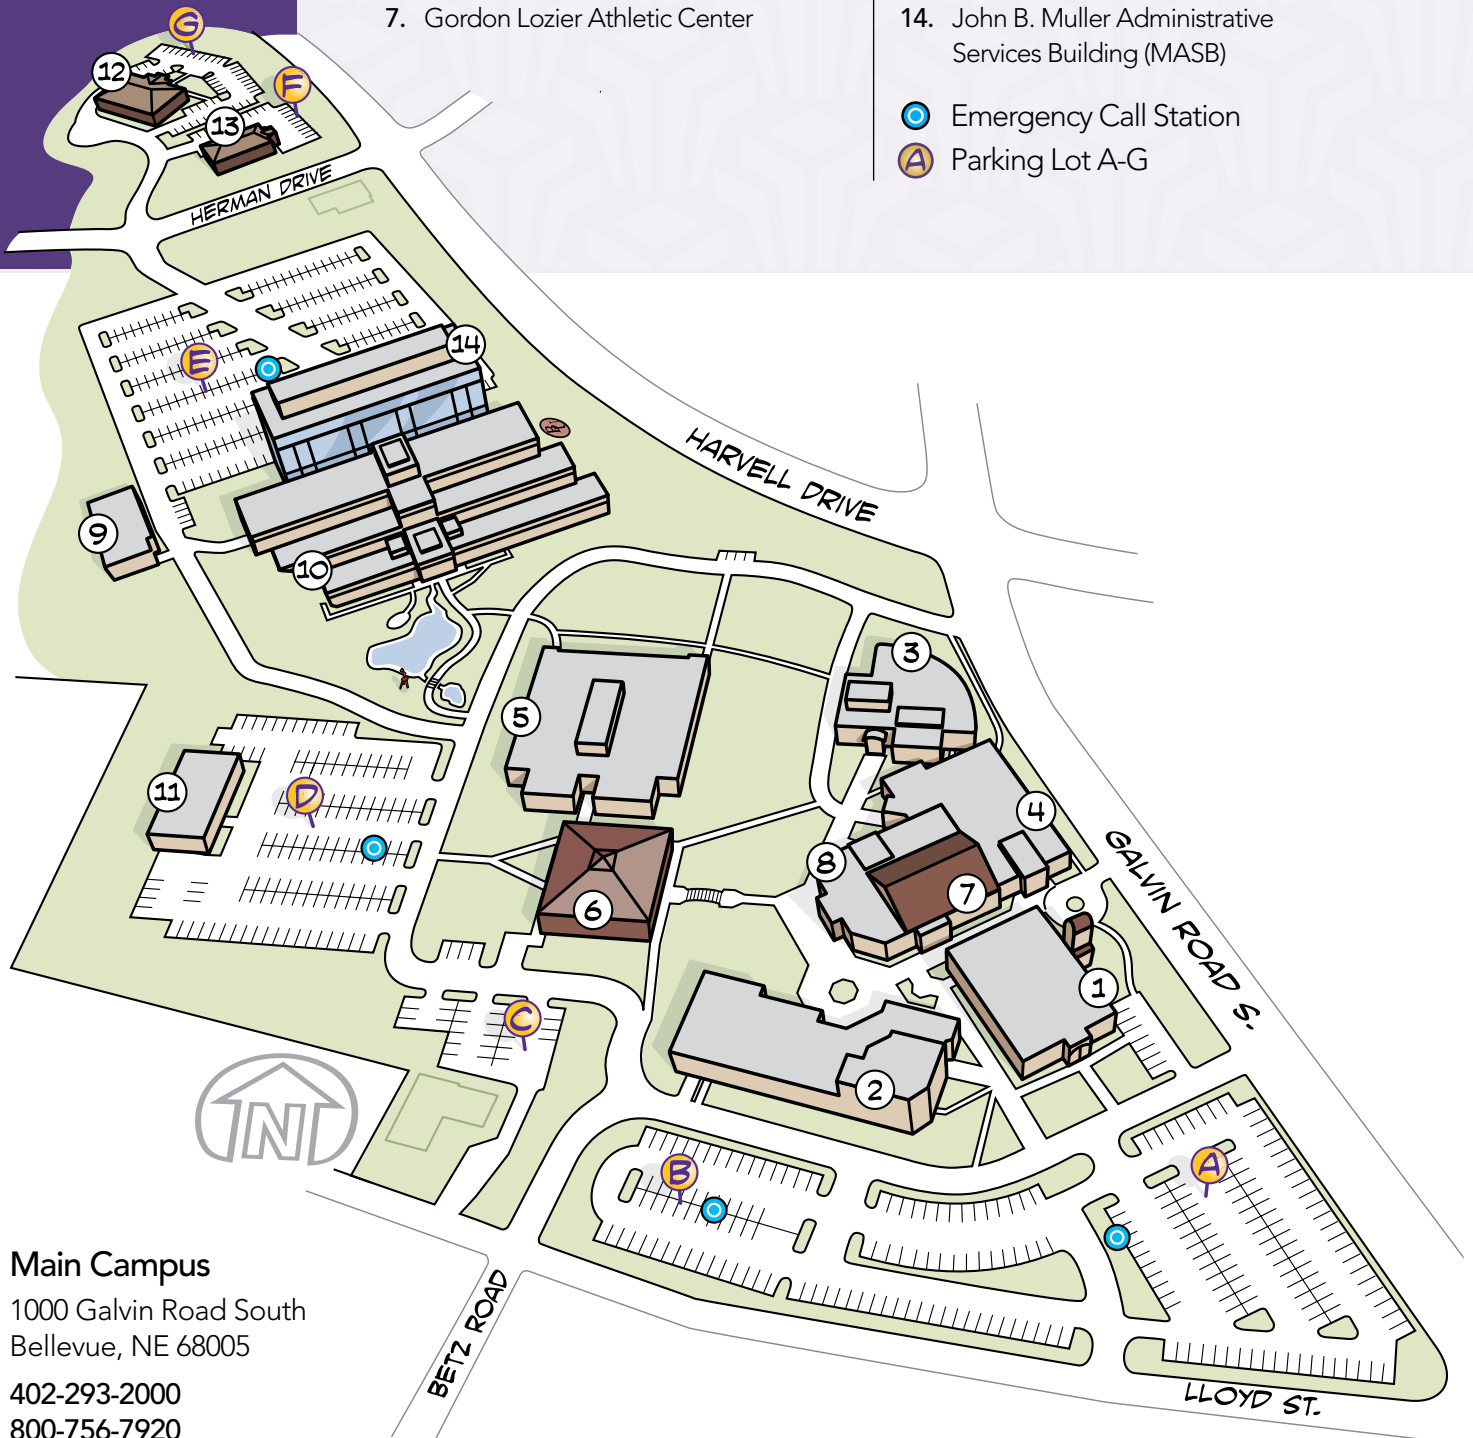 7. Gordon Lozier Athletic Center
14. John B. Muller Administrative
Services Building (MASB)
Emergency Call Station
A Parking Lot A-G
G
12
F
13
HERMAN DRIVE
14
E
HARVELL DRIVE
9
10
3
5
11
D
4
8
GALVIN ROAD S.
7
6
1
C
2
N
A
B
Main Campus
1000 Galvin Road South
Bellevue, NE 68005
402-293-2000
800-756-7920
BETZ ROAD
LLOYD ST.